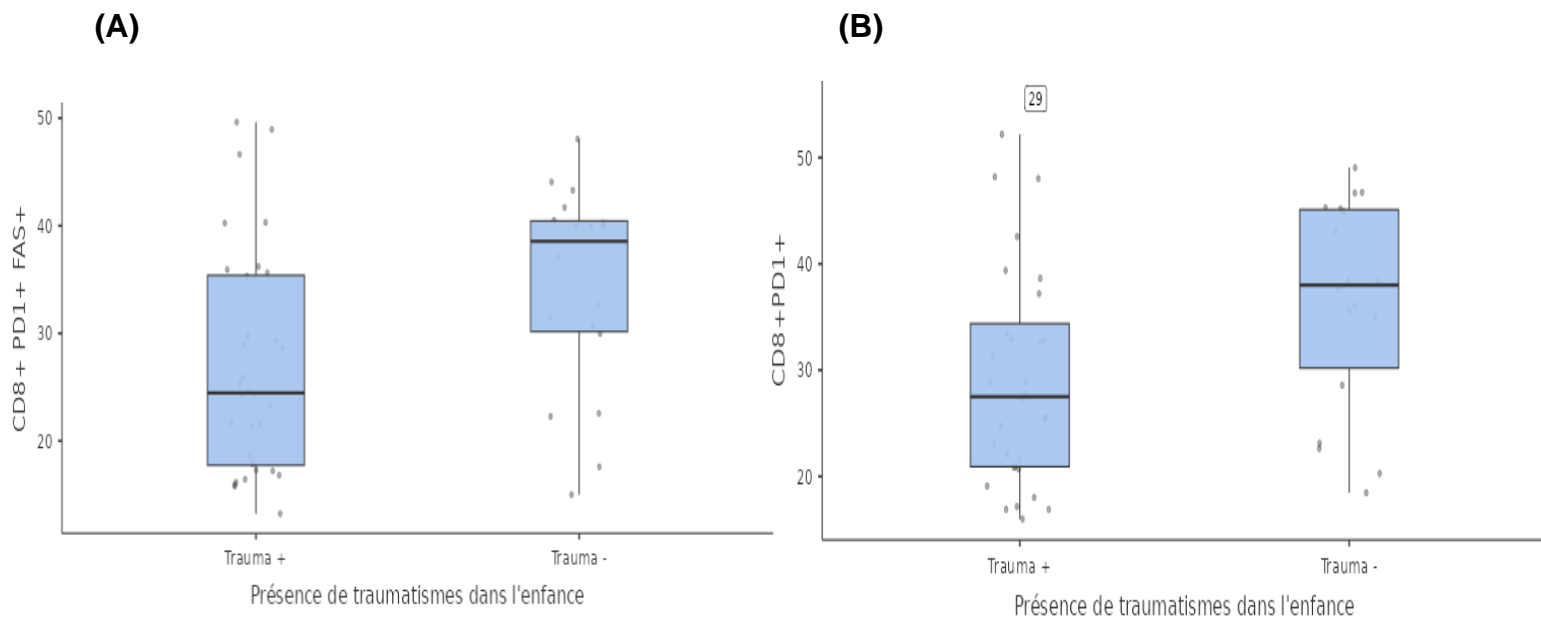 (A)
CD8+ PD1+ FAS+
50
40
30
20
Trauma +
Trauma -
Présence de traumatismes dans l'enfance
(B)
CD8+PD1+
29
50
40
30
20
Trauma +
Trauma -
Présence de traumatismes dans l'enfance